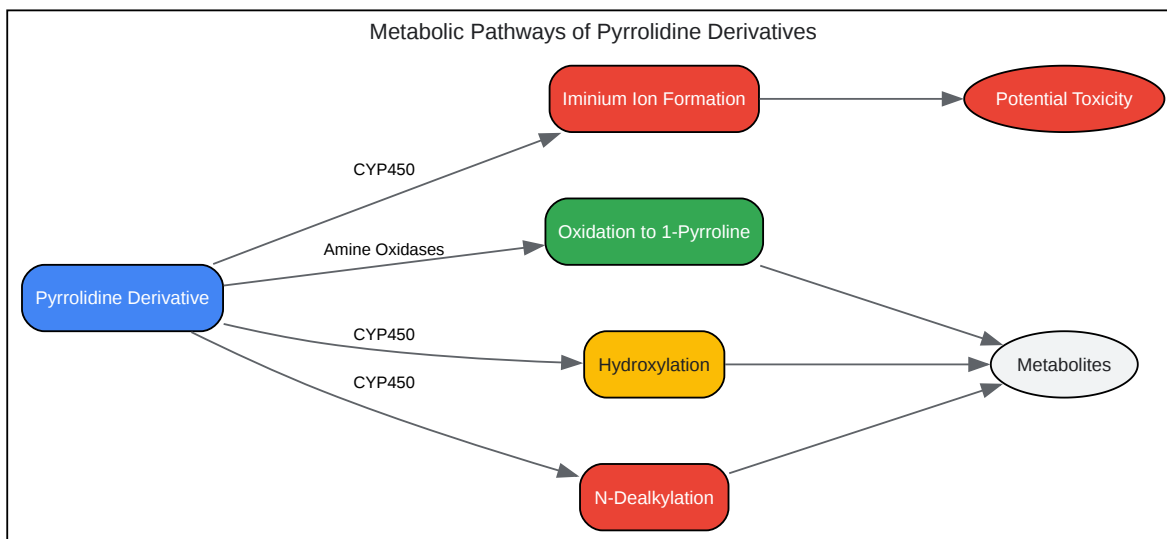 Metabolic Pathways of Pyrrolidine Derivatives
Iminium Ion Formation
Potential Toxicity
CYP450
Oxidation to 1-Pyrroline
Amine Oxidases
Pyrrolidine Derivative
CYP450
Hydroxylation
Metabolites
CYP450
N-Dealkylation